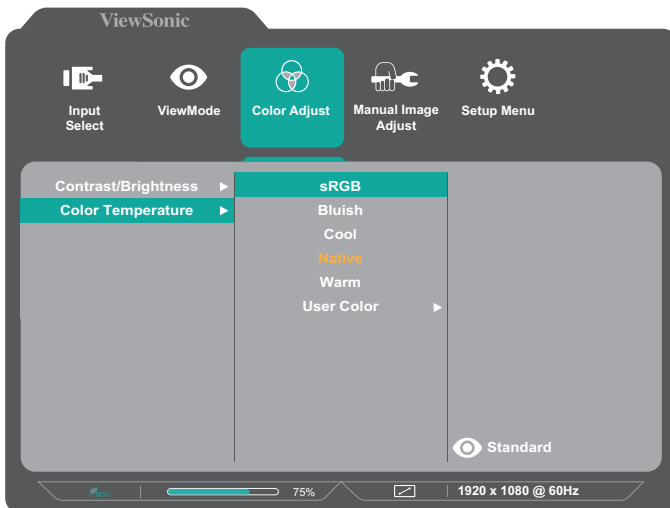 ViewSonic
Input Select
ViewMode
Color Adjust
Manual Image Adjust
Setup Menu
Contrast/Brightness
Color Temperature
sRGB
Bluish
Cool
Native
Warm
User Color
Standard
eco
75%
1920 x 1080 @ 60Hz